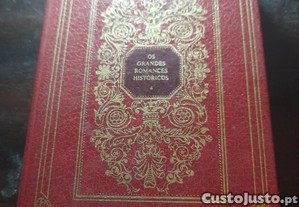 OS
GRANDES
ROMANCES
HISTÓRICOS
CustoJusto.pt